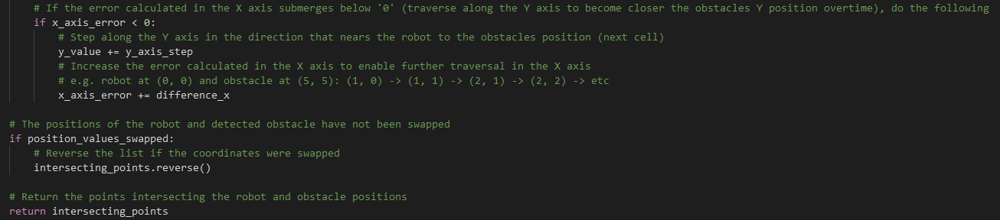 # If the error calculated in the X axis submerges below '0' (traverse along the Y axis to become closer the obstacles Y position overtime), do the following
if x_axis_error < 0:
# Step along the Y axis in the direction that nears the robot to the obstacles position (next cell)
y_value += y_axis_step
# Increase the error calculated in the X axis to enable further traversal in the X axis
# e.g. robot at (0, 0) and obstacle at (5, 5): (1, 0) -> (1, 1) -> (2, 1) -> (2, 2) -> etc
x_axis_error += difference_x
# The positions of the robot and detected obstacle have not been swapped
if position_values_swapped:
# Reverse the list if the coordinates were swapped
intersecting_points.reverse()
# Return the points intersecting the robot and obstacle positions
return intersecting_points